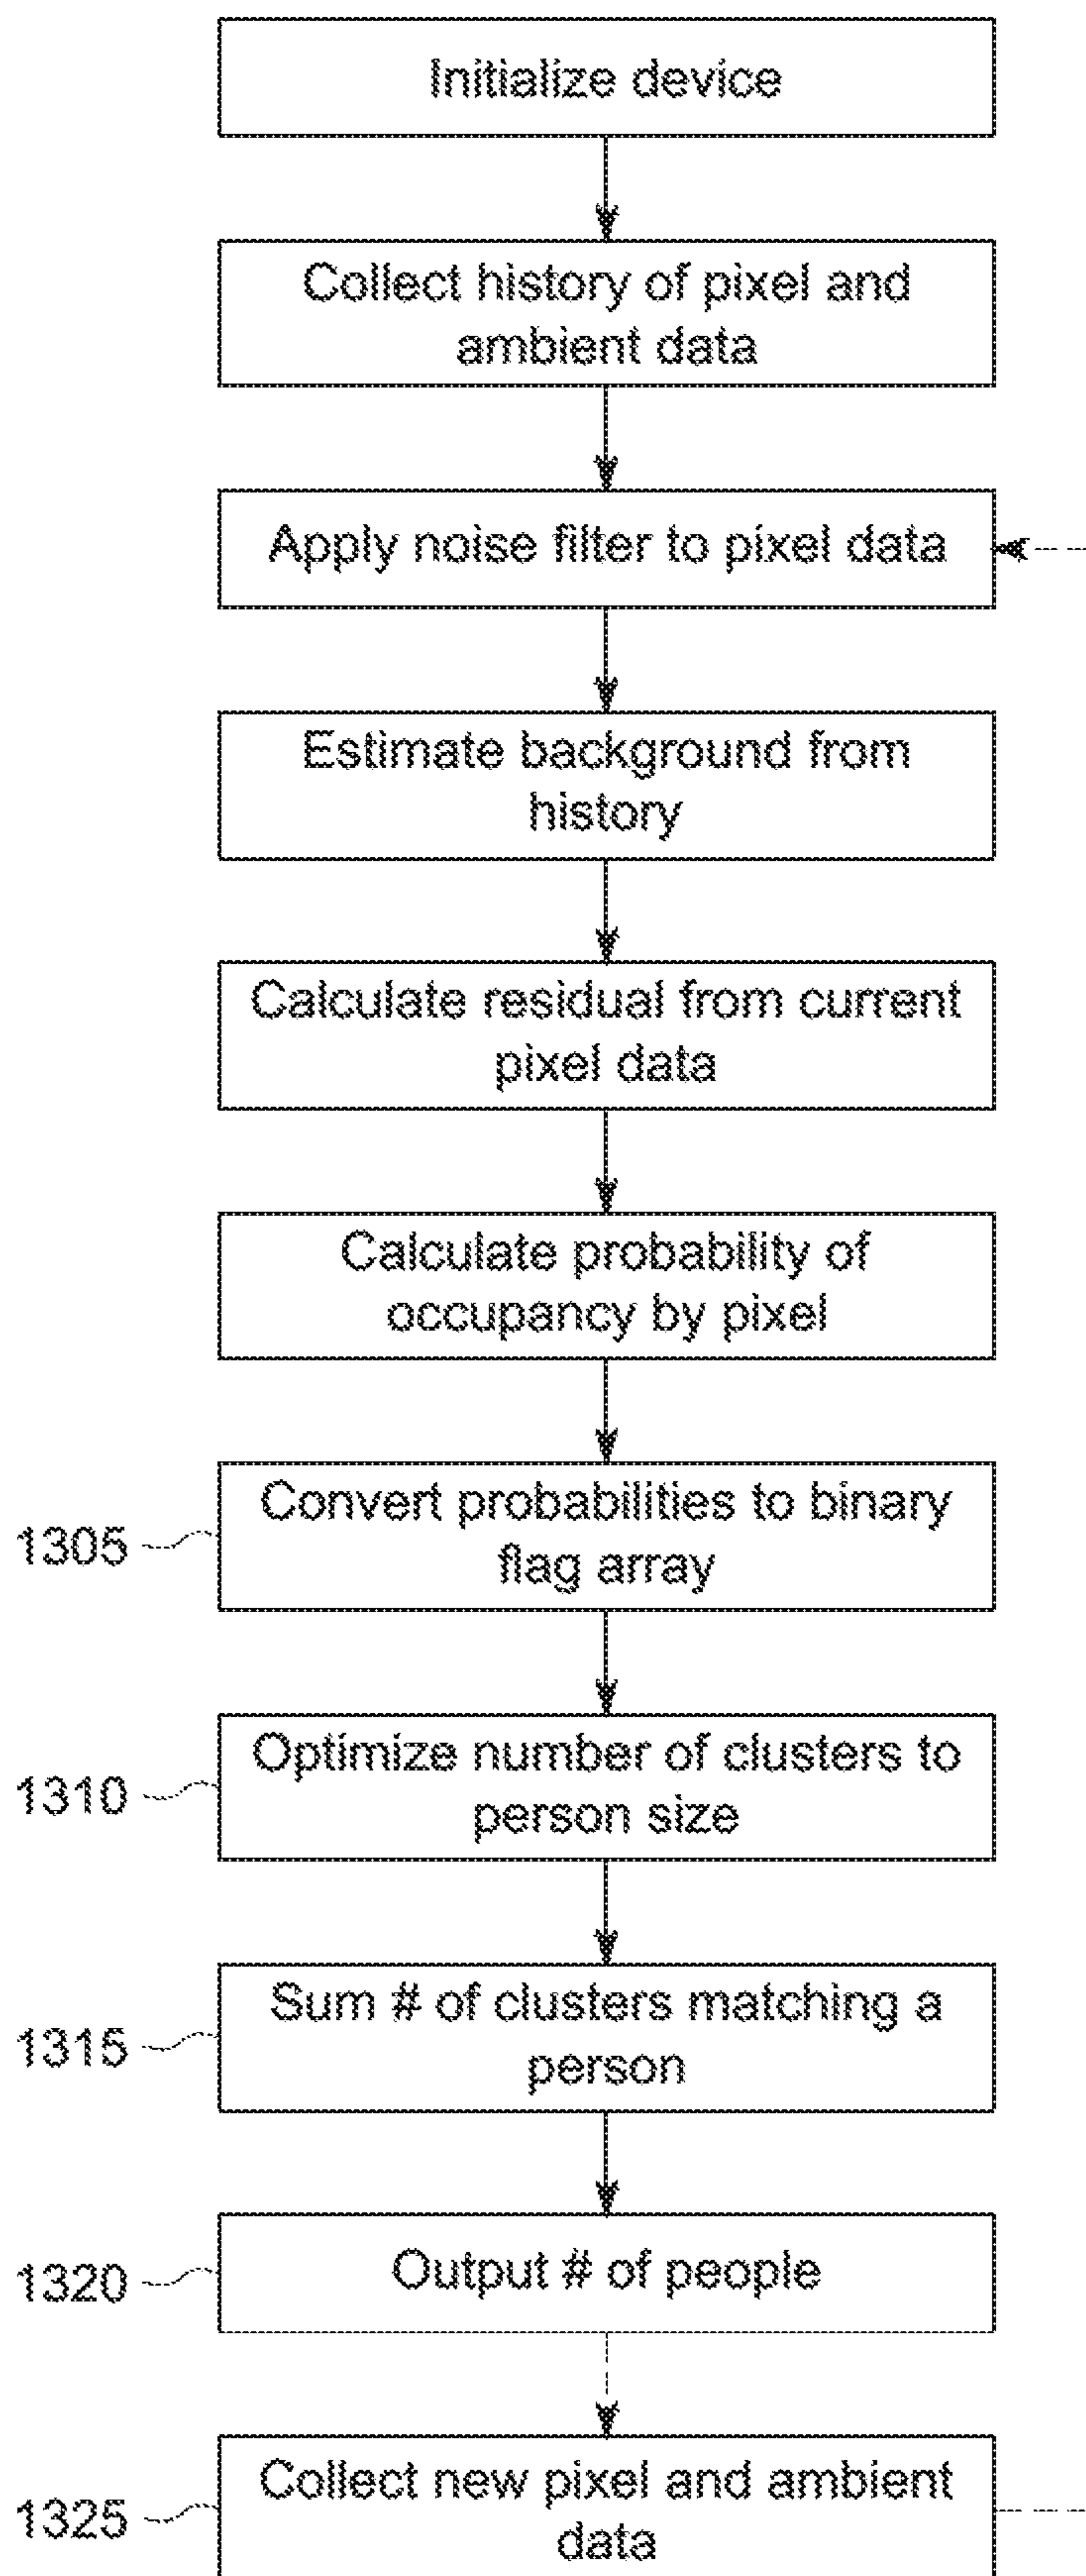 Initialize device
Collect history of pixel and
ambient data
Apply noise filter to pixel data
Estimate background from
history
Calculate residual from current
pixel data
Calculate probability of
occupancy by pixel
1305
Convert probabilities to binary
flag array
1310
Optimize number of clusters to
person size
1315
Sum # of clusters matching a
person
1320
Output # of people
1325
Collect new pixel and ambient
data